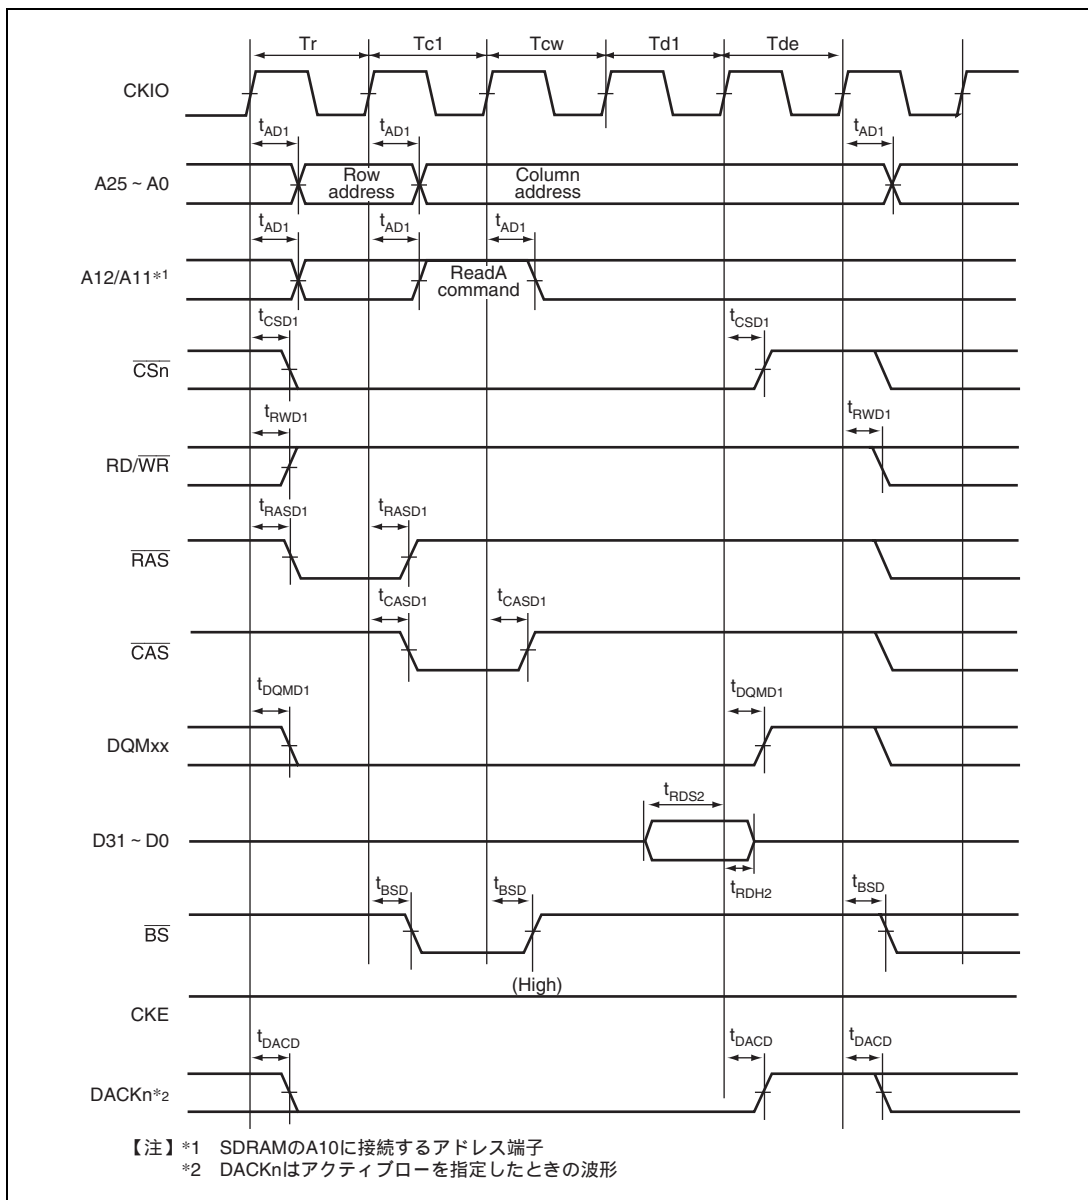 Tr Tc1 Tcw Td1 Tde
CKIO
tAD1 tAD1 tAD1
A25 ~ A0 Row address Column address
tAD1 tAD1 tAD1
A12/A11*1 ReadA command
tCSD1 tCSD1
CSn
tRWD1 tRWD1
RD/WR
tRASD1 tRASD1
RAS
tCASD1 tCASD1
CAS
tDQMD1 tDQMD1
DQMxx
tRDS2
D31 ~ D0
tRDH2
tBSD tBSD tBSD
BS
(High)
CKE
tDACD tDACD tDACD
DACKn*2
【注】*1 SDRAMのA10に接続するアドレス端子
*2 DACKnはアクティブローを指定したときの波形